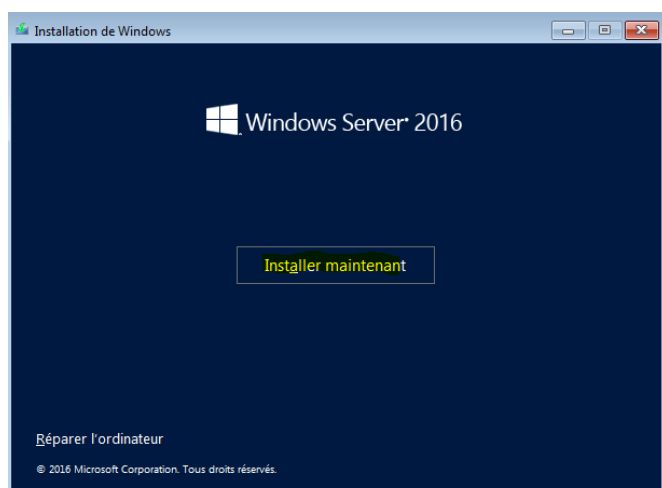 Installation de Windows
Windows Server 2016
Installer maintenant
Réparer l'ordinateur
© 2016 Microsoft Corporation. Tous droits réservés.